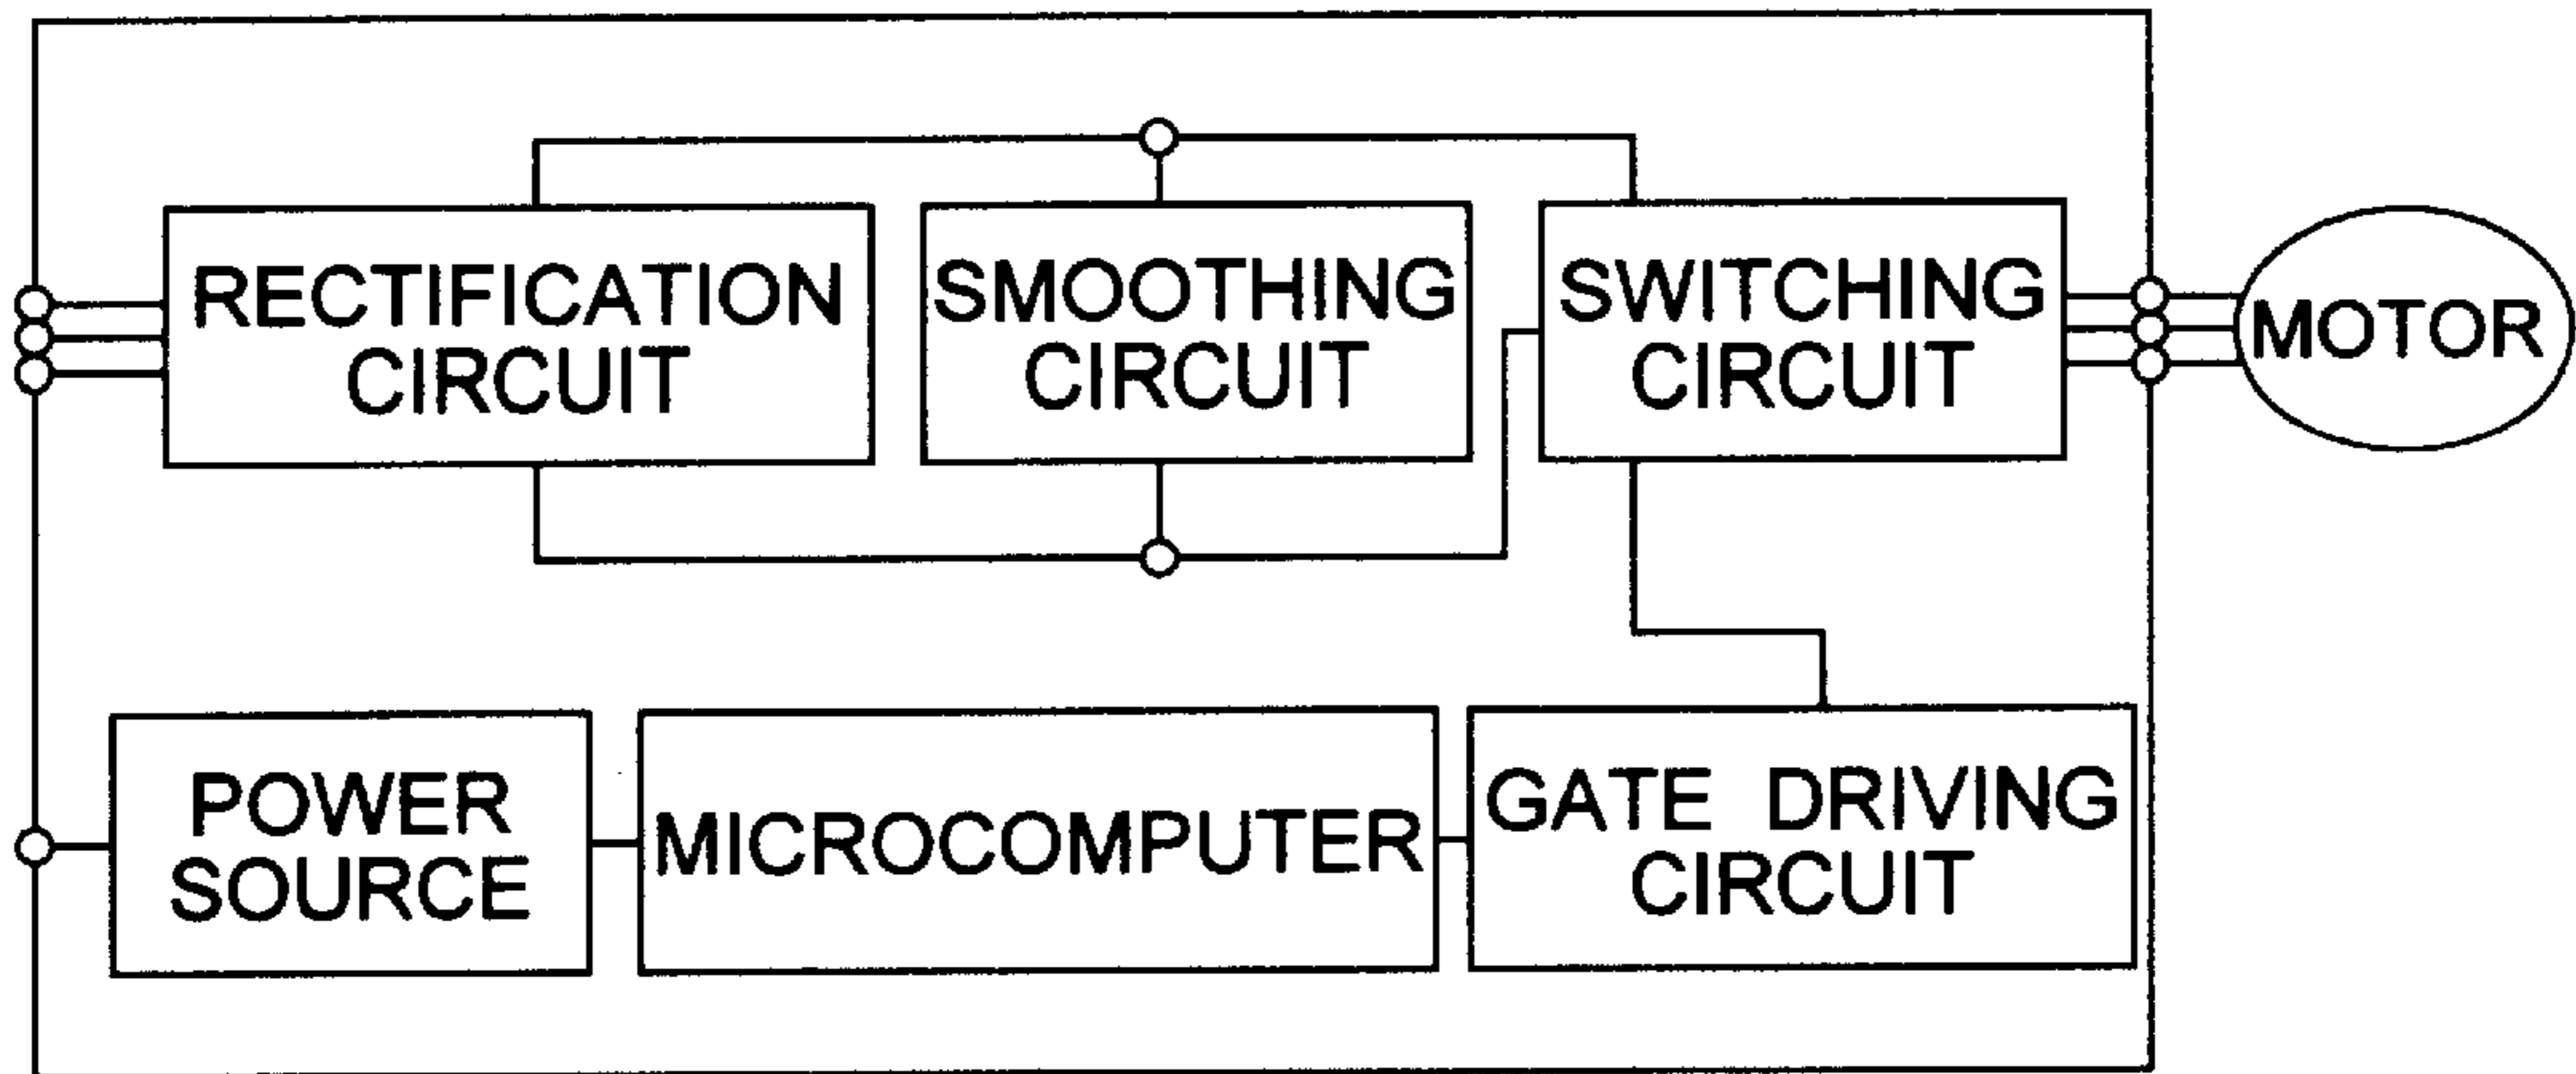 RECTIFICATION
CIRCUIT
SMOOTHING
CIRCUIT
SWITCHING
CIRCUIT
MOTOR
POWER
SOURCE
MICROCOMPUTER
GATE DRIVING
CIRCUIT